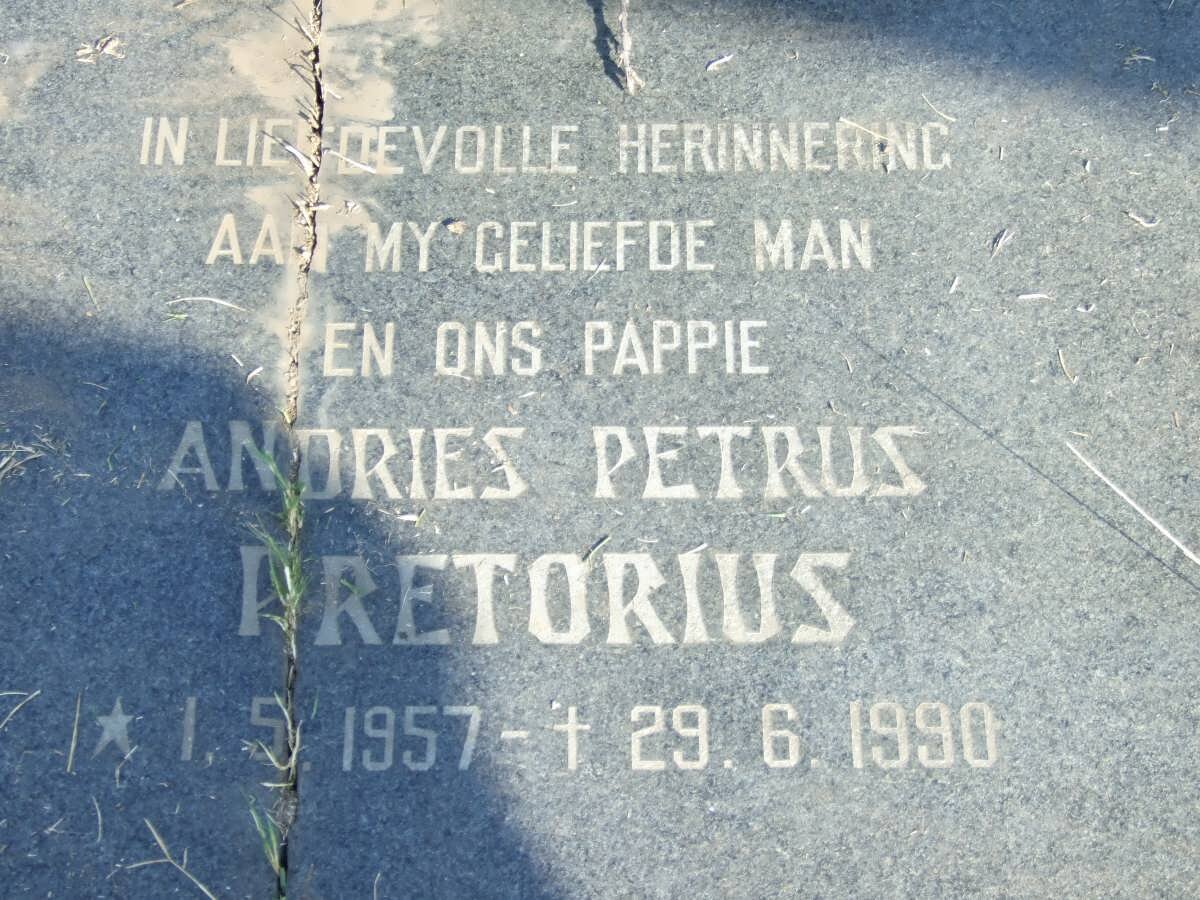 IN LIEFDEVOLLE HERINNERING
AAN MY GELIEFDE MAN
EN ONS PAPPIE
ANDRIES PETRUS
PRETORIUS
★ 1. 5. 1957 - † 29. 6. 1990